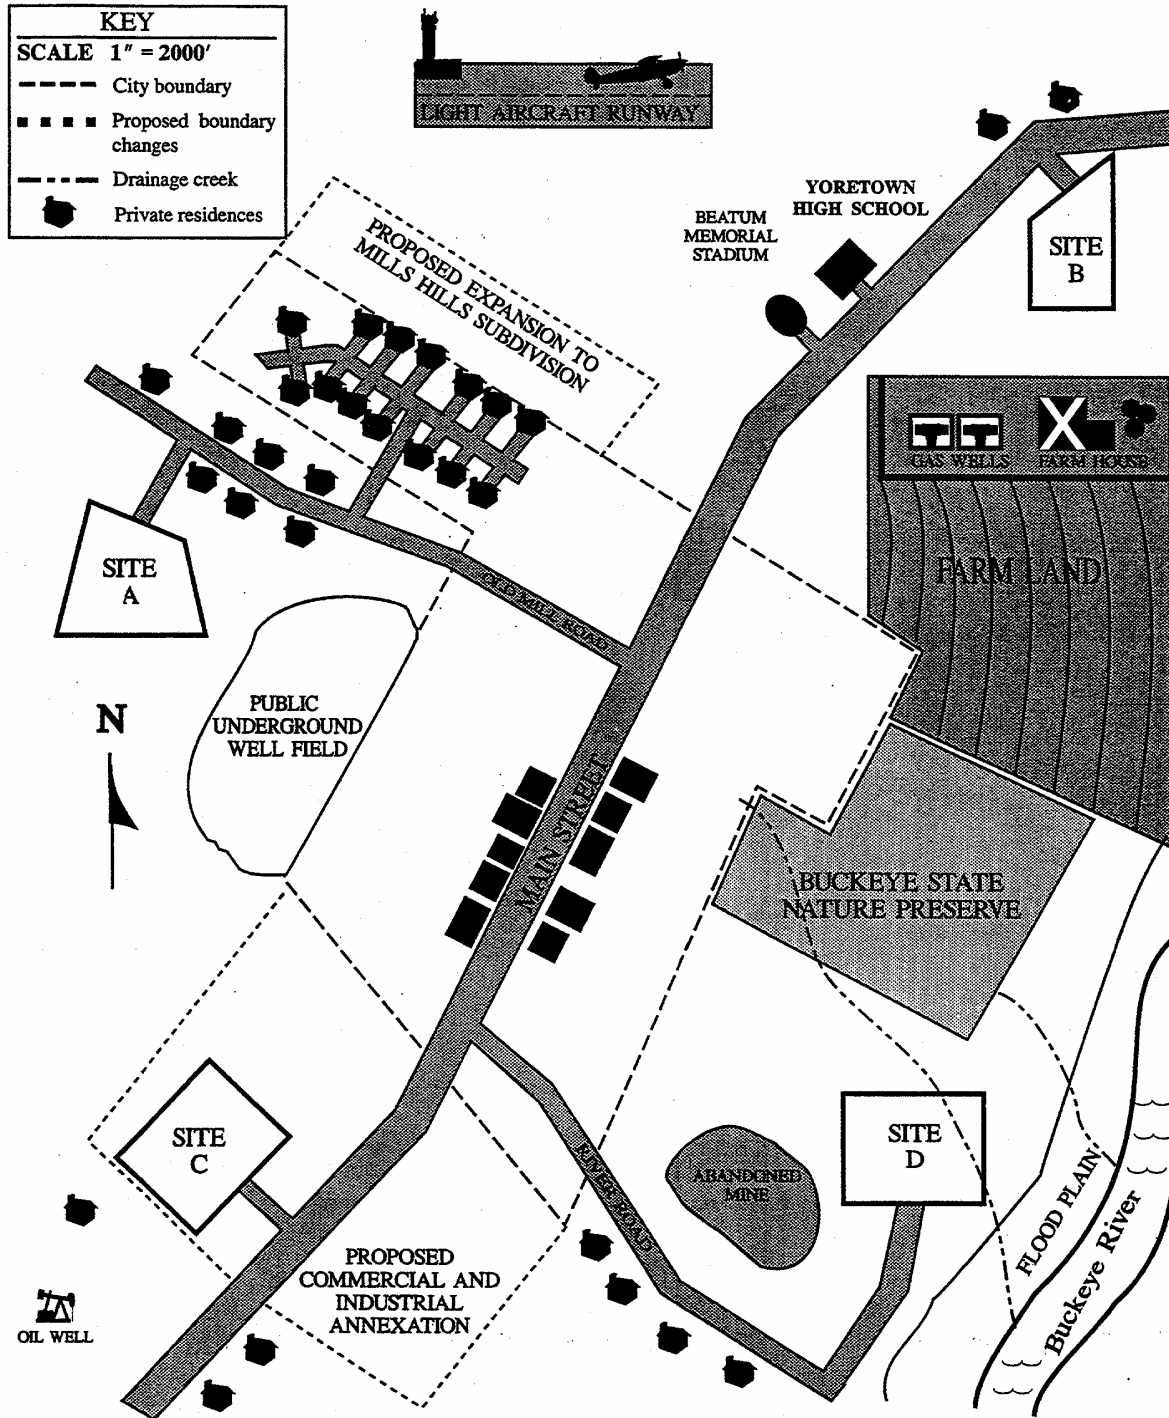 KEY
SCALE 1" = 2000'
City boundary
Proposed boundary
changes
Drainage creek
Private residences
LIGHT AIRCRAFT RUNWAY
YORETOWN
HIGH SCHOOL
BEATUM
MEMORIAL
STADIUM
SITE
B
PROPOSED EXPANSION TO
MILLS HILLS SUBDIVISION
GAS WELLS
FARM HOUSE
FARM LAND
SITE
A
OLD MILL ROAD
N
PUBLIC
UNDERGROUND
WELL FIELD
MAIN STREET
BUCKEYE STATE
NATURE PRESERVE
SITE
C
SITE
D
RIVER ROAD
ABANDONED
MINE
FLOOD PLAIN
Buckeye River
PROPOSED
COMMERCIAL AND
INDUSTRIAL
ANNEXATION
OIL WELL